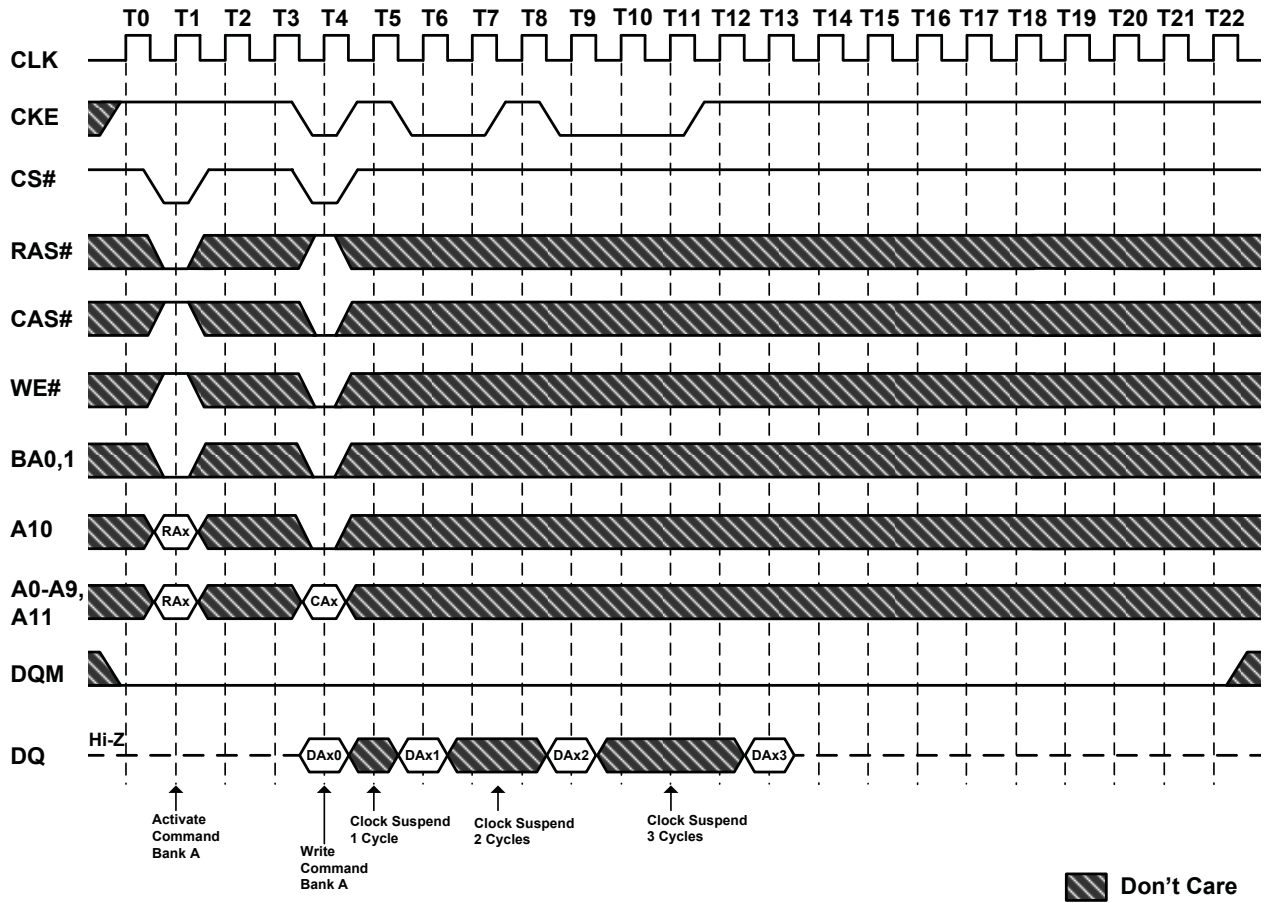 T0 T1 T2 T3 T4 T5 T6 T7 T8 T9 T10 T11 T12 T13 T14 T15 T16 T17 T18 T19 T20 T21 T22
CLK
CKE
CS#
RAS#
CAS#
WE#
BA0,1
A10
RAx
A0-A9,
A11
RAx
CAx
DQM
DQ
Hi-Z
DAx0
DAx1
DAx2
DAx3
Activate
Command
Bank A
Write
Command
Bank A
Clock Suspend
1 Cycle
Clock Suspend
2 Cycles
Clock Suspend
3 Cycles
Don't Care